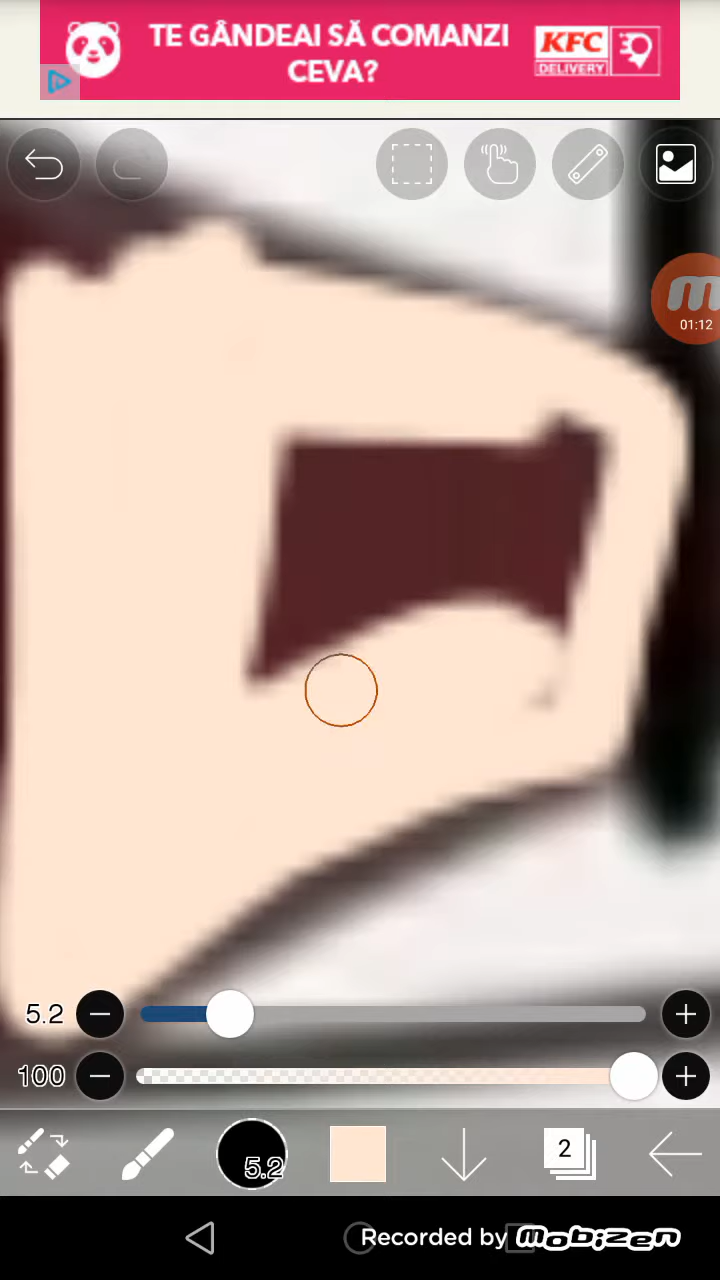 TE GÂNDEAI SĂ COMANZI
CEVA?
KFC
DELIVERY
m
01:12
5.2
100
5.2
2
Recorded by mobizen